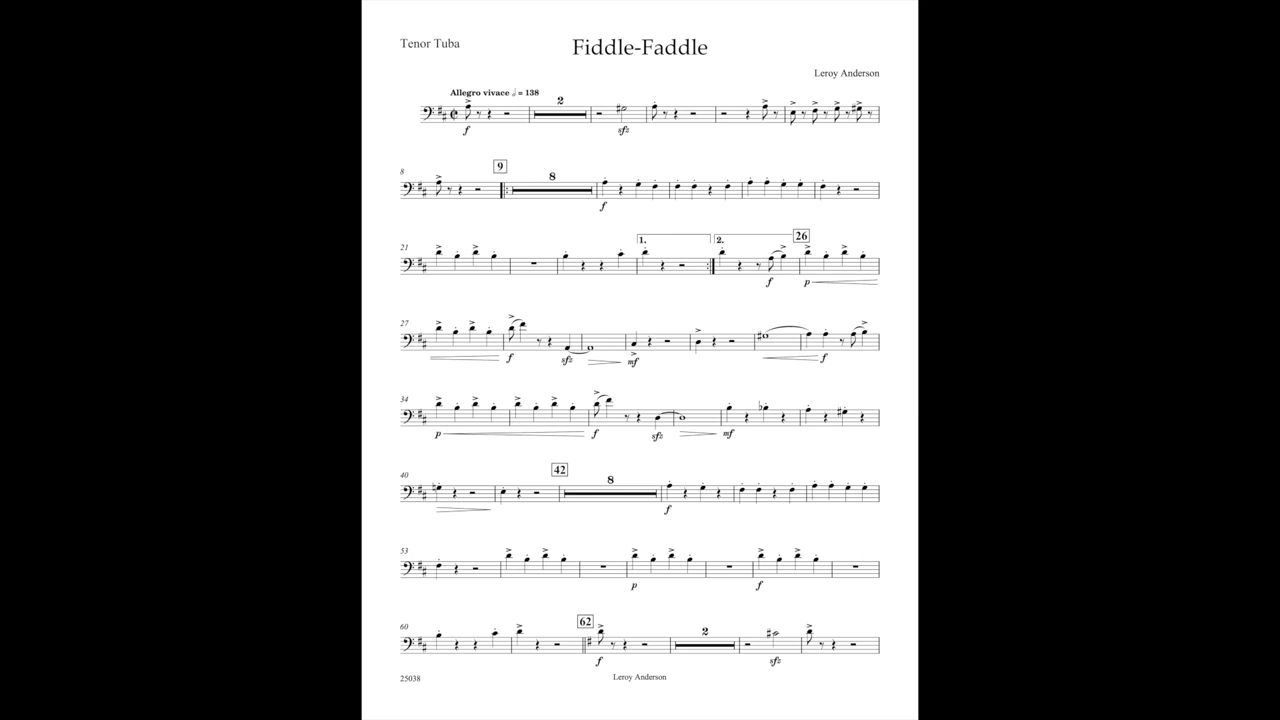 Tenor Tuba
Fiddle-Faddle
Leroy Anderson
Allegro vivace 𝅗𝅥 = 138
2
f sfz
8 9 8
f
21 1. 2. 26
f p
27
f sfz mf f
34
p f sfz mf
40 42 8
f
53
p f
60 62 2
f sfz
25038 Leroy Anderson